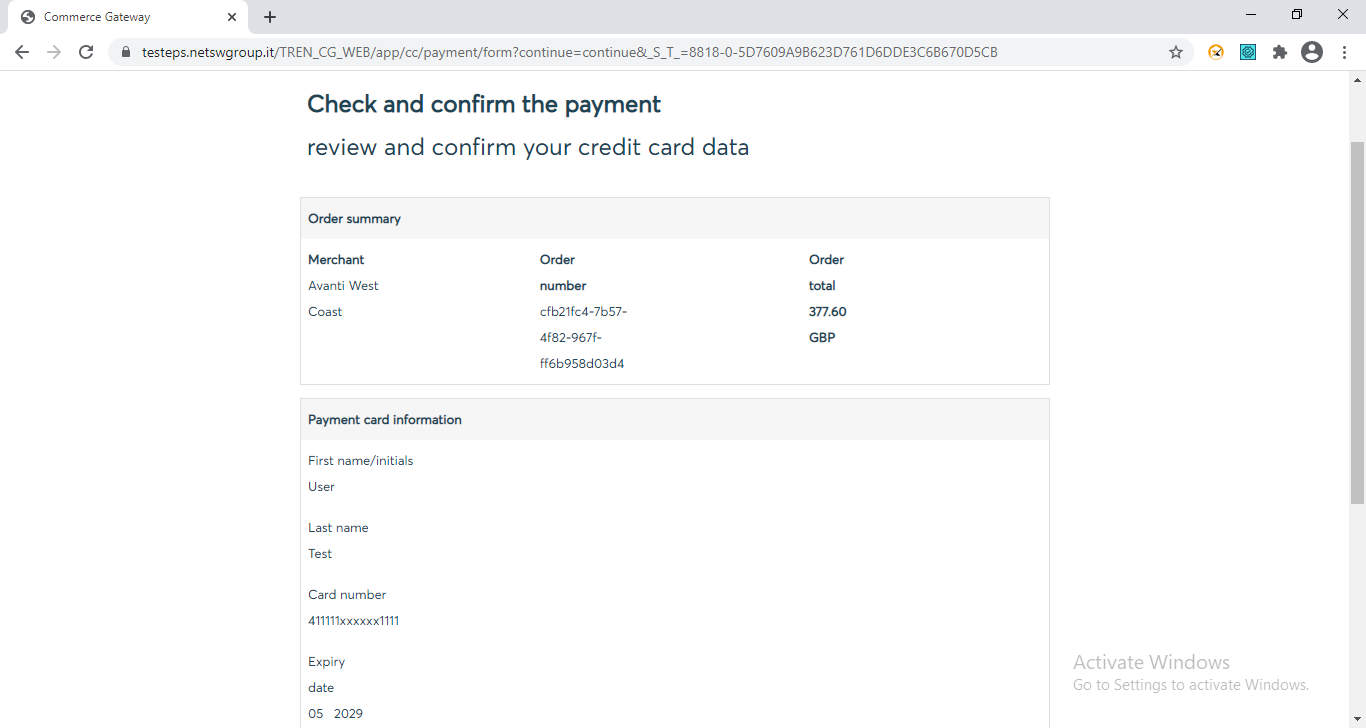 Commerce Gateway
testeps.netswgroup.it/TREN_CG_WEB/app/cc/payment/form?continue=continue&_S_T_=8818-0-5D7609A9B623D761D6DDE3C6B670D5CB
Check and confirm the payment
review and confirm your credit card data
Order summary
Merchant
Avanti West
Coast
Order
number
cfb21fc4-7b57-
4f82-967f-
ff6b958d03d4
Order
total
377.60
GBP
Payment card information
First name/initials
User
Last name
Test
Card number
411111xxxxxx1111
Expiry
date
05 2029
Activate Windows
Go to Settings to activate Windows.